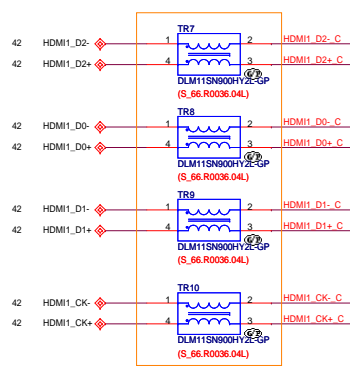 TR7
42 HDMI1_D2- 1 2 HDMI1_D2-_C
42 HDMI1_D2+ 4 3 HDMI1_D2+_C
DLM11SN900HY2L-GP
(S_66.R0036.04L)
TR8
42 HDMI1_D0- 1 2 HDMI1_D0-_C
42 HDMI1_D0+ 4 3 HDMI1_D0+_C
DLM11SN900HY2L-GP
(S_66.R0036.04L)
TR9
42 HDMI1_D1- 1 2 HDMI1_D1-_C
42 HDMI1_D1+ 4 3 HDMI1_D1+_C
DLM11SN900HY2L-GP
(S_66.R0036.04L)
TR10
42 HDMI1_CK- 1 2 HDMI1_CK-_C
42 HDMI1_CK+ 4 3 HDMI1_CK+_C
DLM11SN900HY2L-GP
(S_66.R0036.04L)